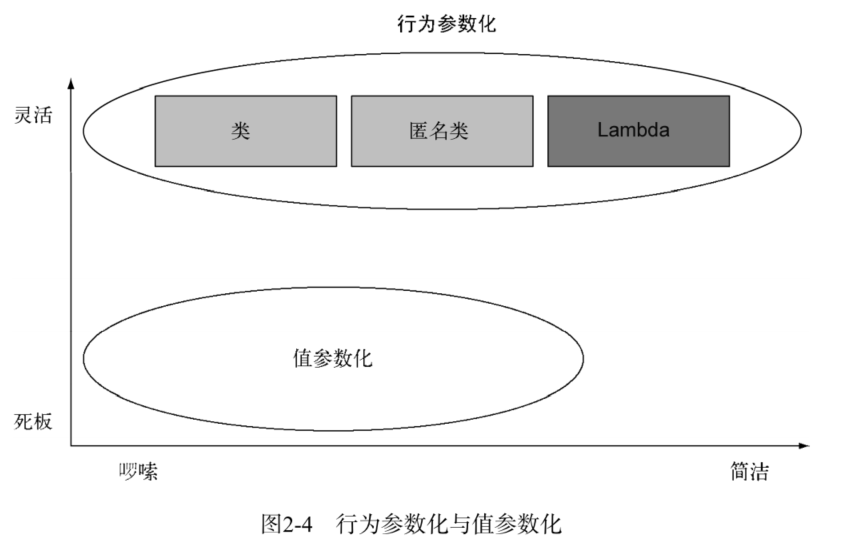 行为参数化
灵活
类
匿名类
Lambda
值参数化
死板
啰嗦
简洁
图2-4 行为参数化与值参数化